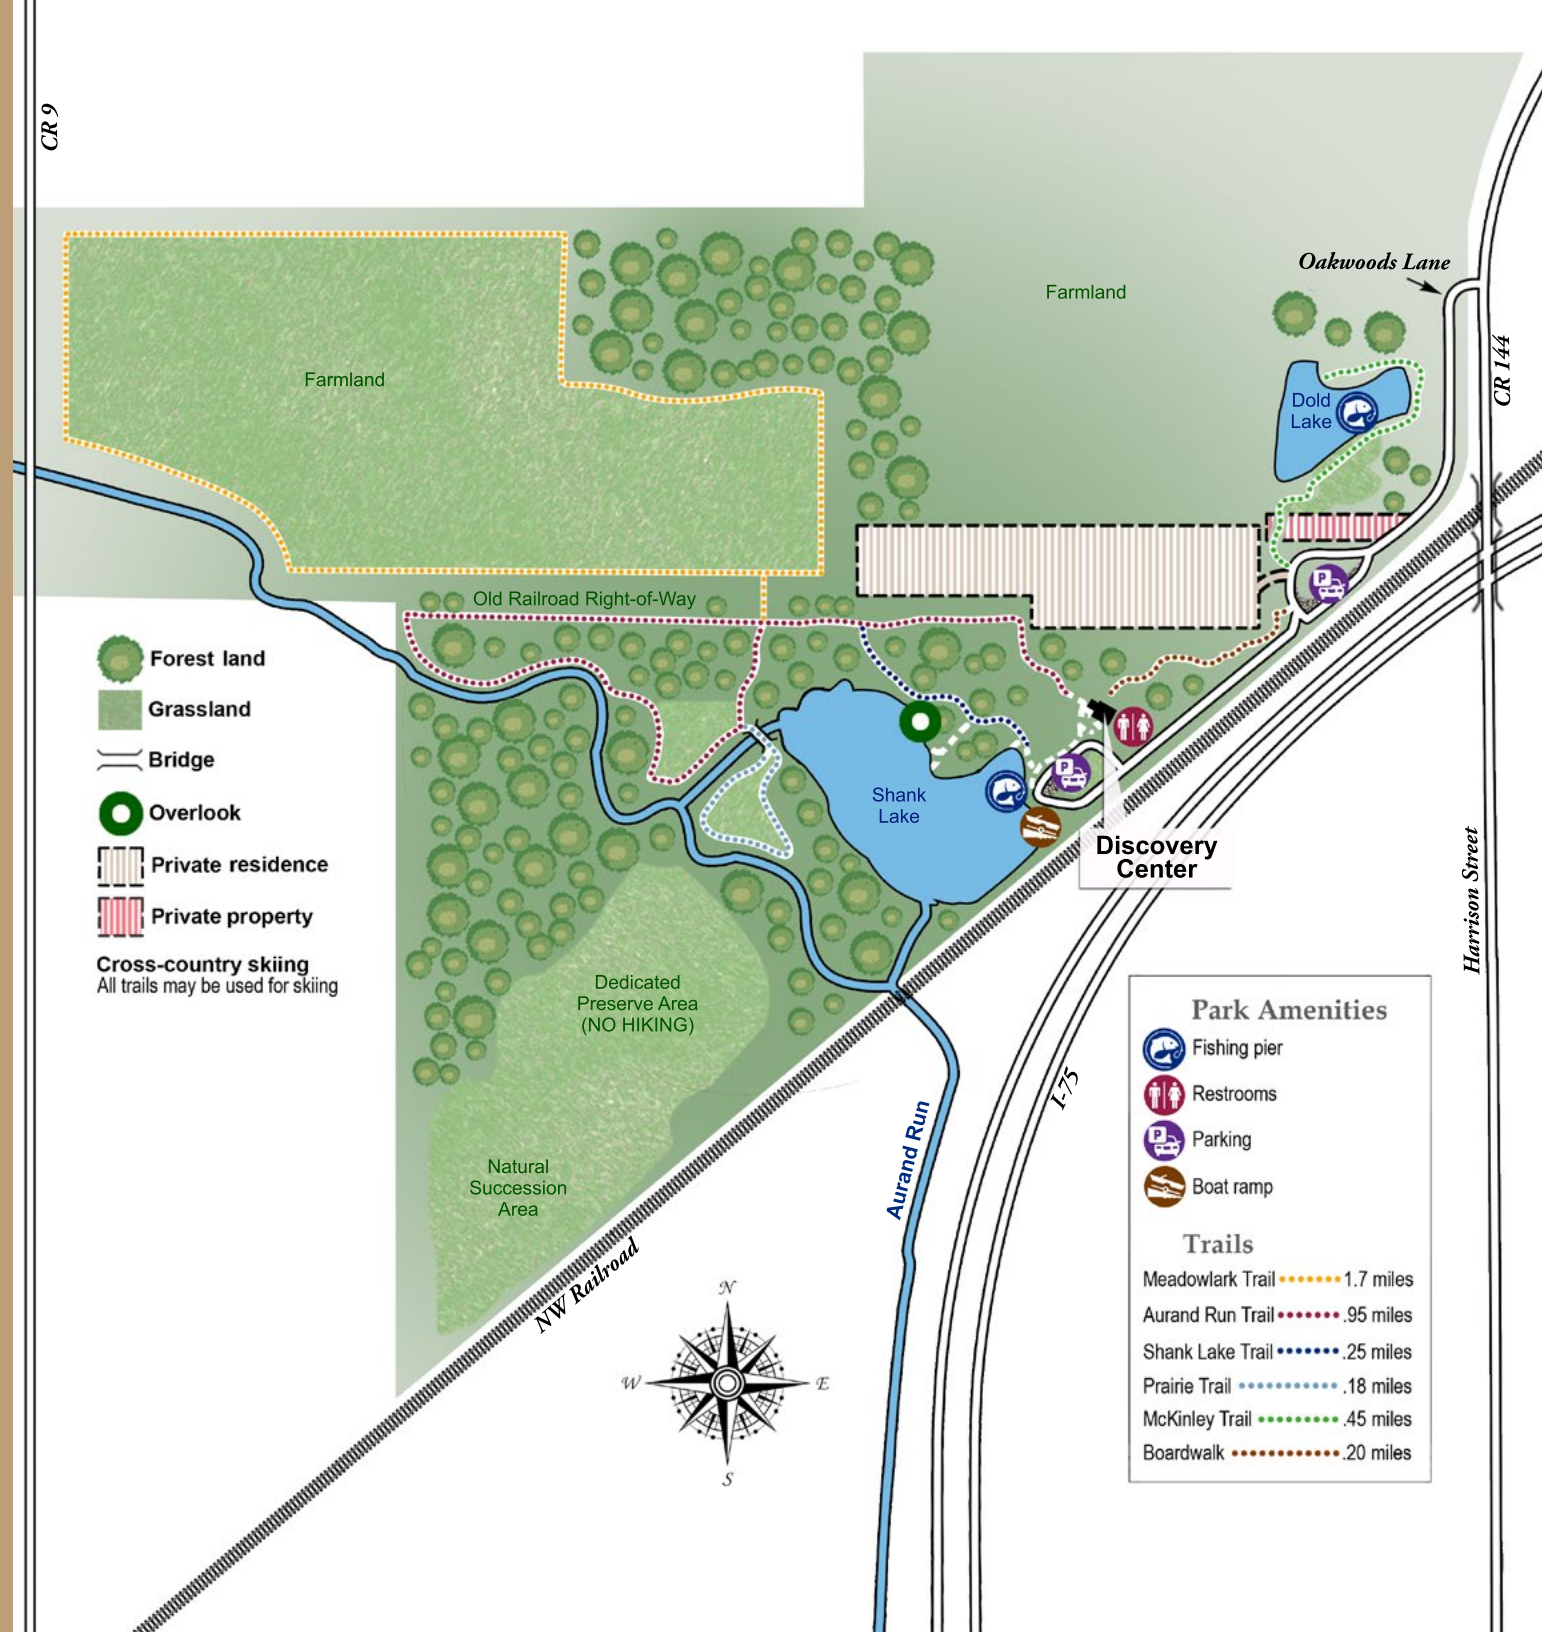 CR 9
Oakwoods Lane
Farmland
Farmland
CR 144
Dold
Lake
P
Old Railroad Right-of-Way
Forest land
Grassland
Bridge
Overlook
Private residence
Private property
Cross-country skiing
All trails may be used for skiing
P
Shank
Lake
Discovery
Center
Harrison Street
Dedicated
Preserve Area
(NO HIKING)
Natural
Succession
Area
NW Railroad
Aurand Run
I-75
Park Amenities
Fishing pier
Restrooms
P
Parking
Boat ramp
Trails
Meadowlark Trail 1.7 miles
Aurand Run Trail .95 miles
Shank Lake Trail .25 miles
Prairie Trail .18 miles
McKinley Trail .45 miles
Boardwalk .20 miles
N
W
E
S